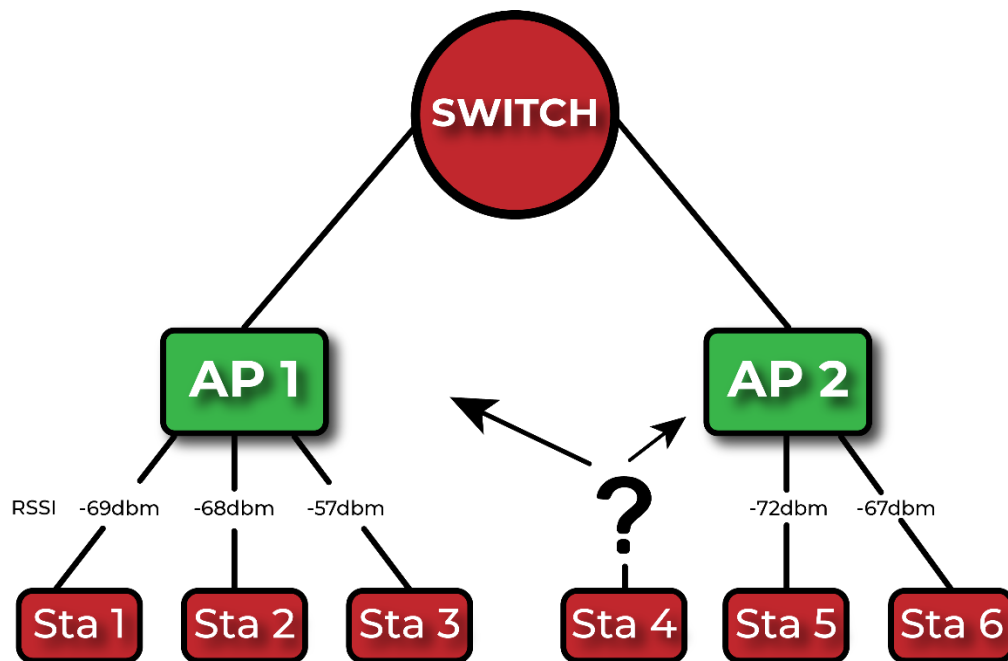 SWITCH
AP 1
AP 2
RSSI -69dbm -68dbm -57dbm
?
-72dbm -67dbm
Sta 1
Sta 2
Sta 3
Sta 4
Sta 5
Sta 6